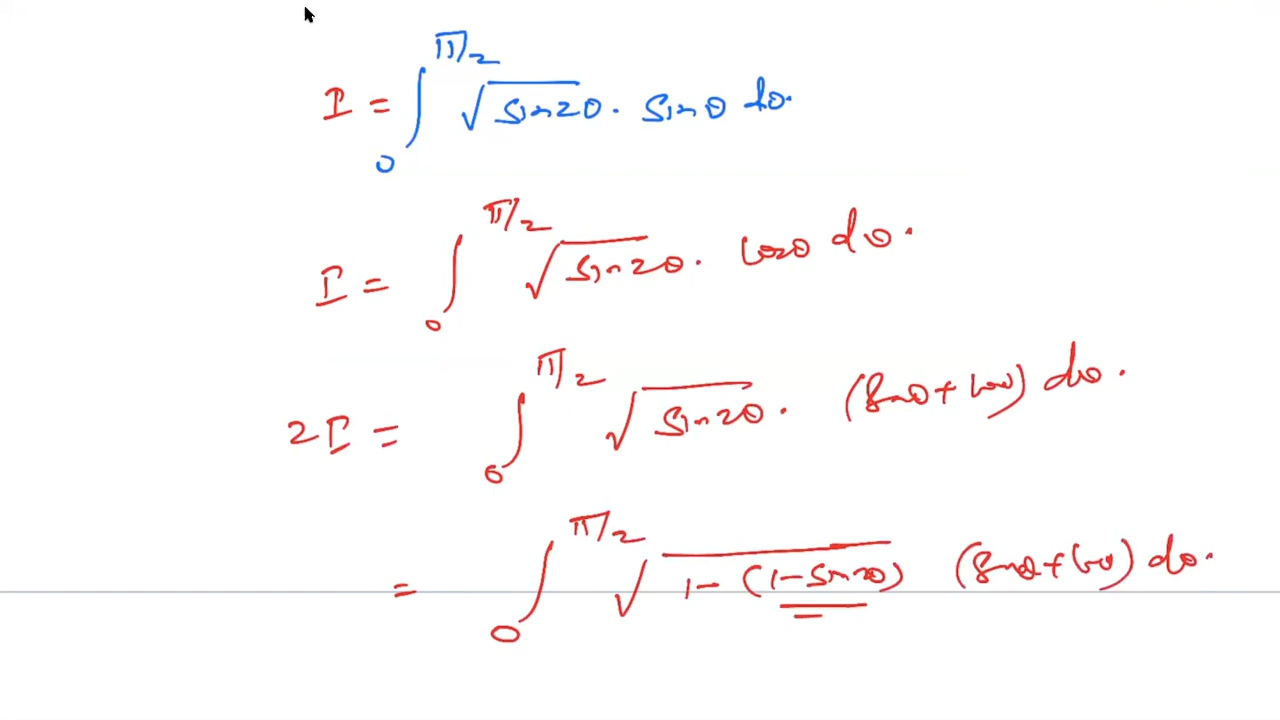 I = ∫₀^{π/2} √(sin2θ) · sinθ dθ.
I = ∫₀^{π/2} √(sin2θ) · cosθ dθ.
2I = ∫₀^{π/2} √(sin2θ) · (sinθ + cosθ) dθ.
= ∫₀^{π/2} √(1 - (1 - sin2θ)) (sinθ + cosθ) dθ.